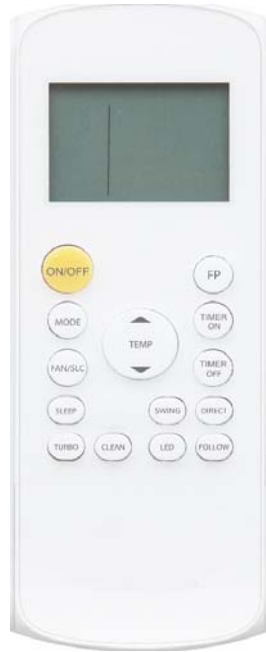 ON/OFF
FP
MODE
TEMP
TIMER
ON
FAN/SLC
TIMER
OFF
SLEEP
SWING
DIRECT
TURBO
CLEAN
LED
FOLLOW